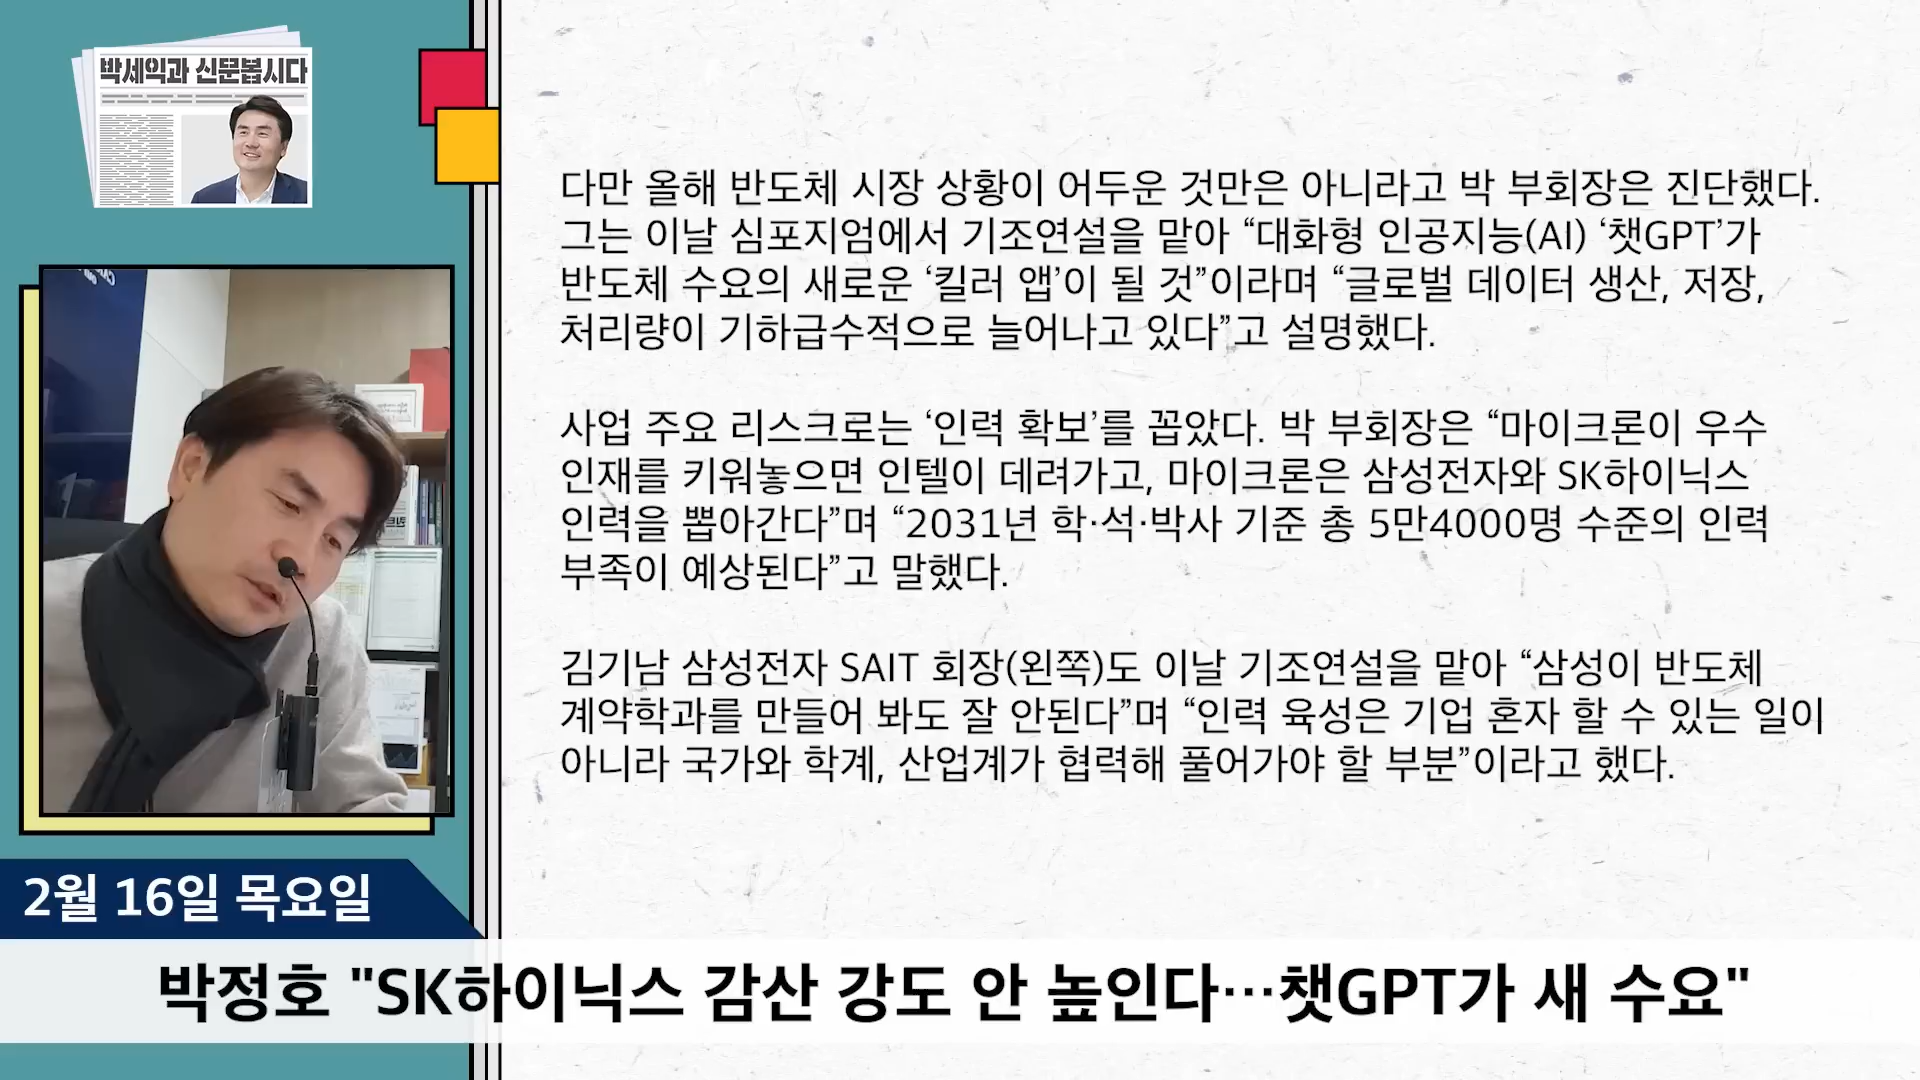 박세익과 신문봅시다
다만 올해 반도체 시장 상황이 어두운 것만은 아니라고 박 부회장은 진단했다.
그는 이날 심포지엄에서 기조연설을 맡아 “대화형 인공지능(AI) ‘챗GPT’가
반도체 수요의 새로운 ‘킬러 앱’이 될 것”이라며 “글로벌 데이터 생산, 저장,
처리량이 기하급수적으로 늘어나고 있다”고 설명했다.
사업 주요 리스크로는 ‘인력 확보’를 꼽았다. 박 부회장은 “마이크론이 우수
인재를 키워놓으면 인텔이 데려가고, 마이크론은 삼성전자와 SK하이닉스
인력을 뽑아간다”며 “2031년 학·석·박사 기준 총 5만4000명 수준의 인력
부족이 예상된다”고 말했다.
김기남 삼성전자 SAIT 회장(왼쪽)도 이날 기조연설을 맡아 “삼성이 반도체
계약학과를 만들어 봐도 잘 안된다”며 “인력 육성은 기업 혼자 할 수 있는 일이
아니라 국가와 학계, 산업계가 협력해 풀어가야 할 부분”이라고 했다.
2월 16일 목요일
박정호 "SK하이닉스 감산 강도 안 높인다…챗GPT가 새 수요"